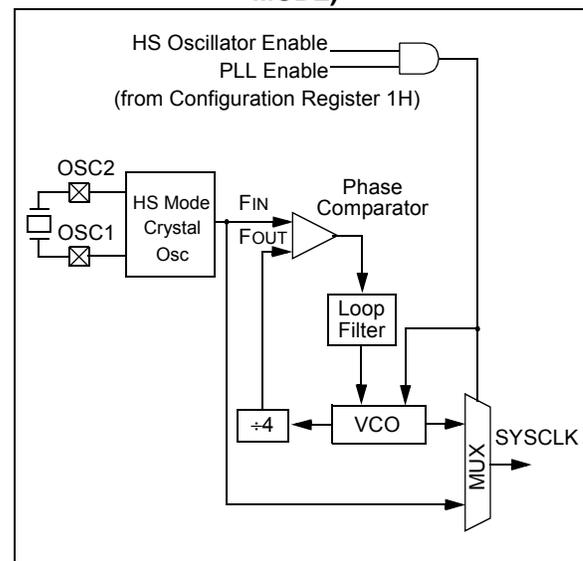 HS Oscillator Enable
PLL Enable
(from Configuration Register 1H)
OSC2
OSC1
HS Mode
Crystal
Osc
FIN
FOUT
Phase
Comparator
Loop
Filter
÷4
VCO
MUX
SYSCLK